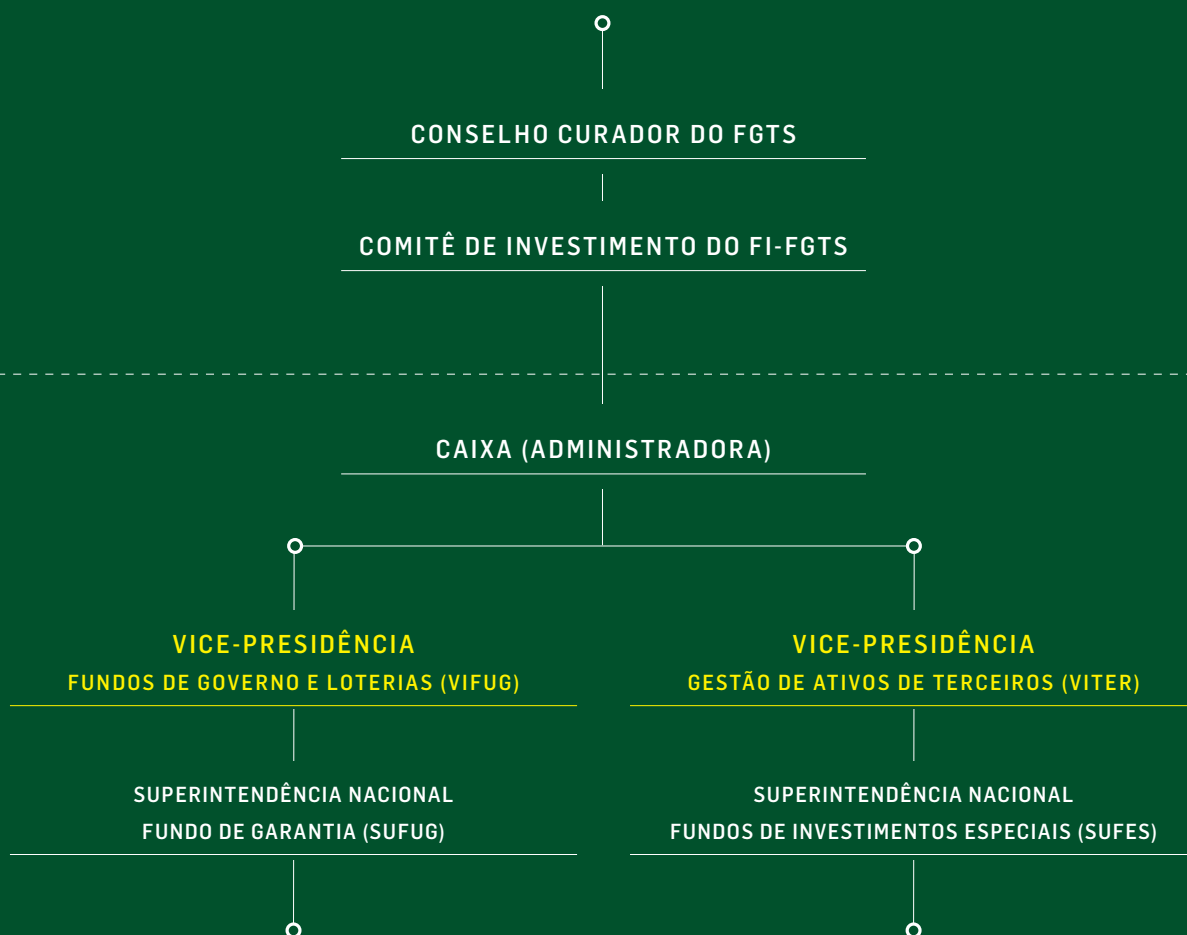 CONSELHO CURADOR DO FGTS
COMITÊ DE INVESTIMENTO DO FI-FGTS
CAIXA (ADMINISTRADORA)
VICE-PRESIDÊNCIA
FUNDOS DE GOVERNO E LOTERIAS (VIFUG)
VICE-PRESIDÊNCIA
GESTÃO DE ATIVOS DE TERCEIROS (VITER)
SUPERINTENDÊNCIA NACIONAL
FUNDO DE GARANTIA (SUFUG)
SUPERINTENDÊNCIA NACIONAL
FUNDOS DE INVESTIMENTOS ESPECIAIS (SUFES)